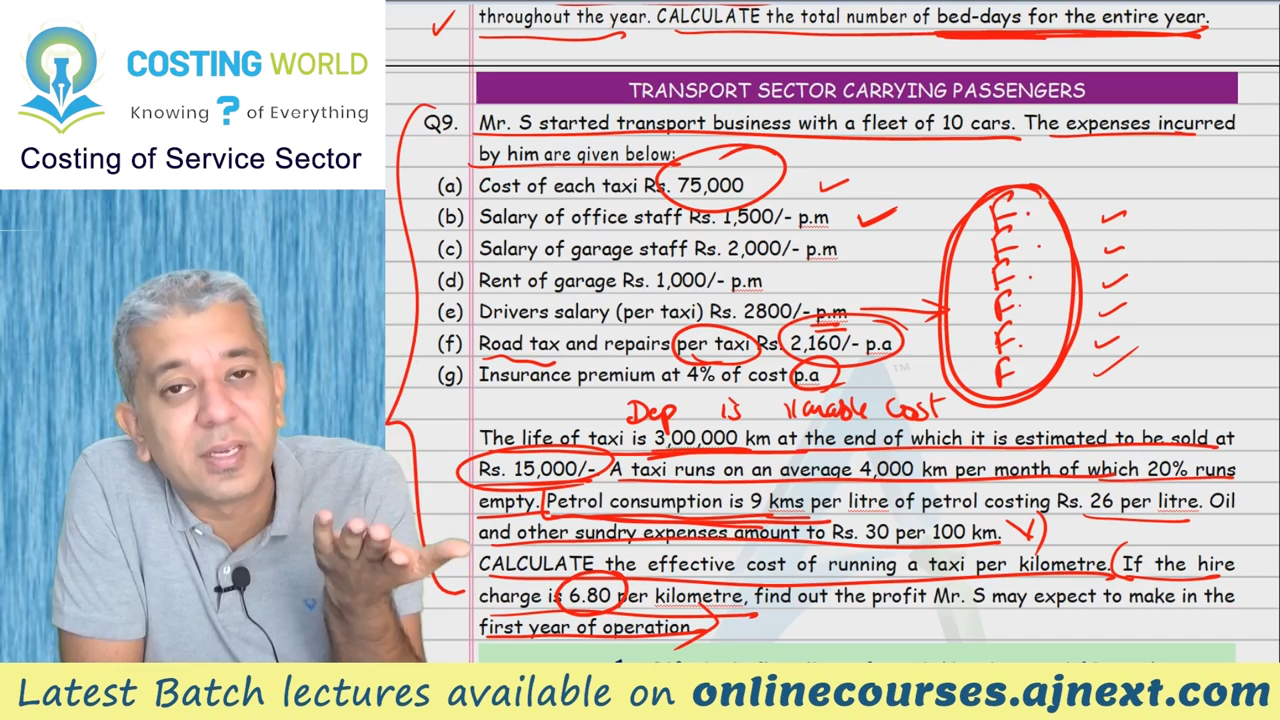 throughout the year. CALCULATE the total number of bed-days for the entire year.
COSTING WORLD
Knowing ? of Everything
Costing of Service Sector
TRANSPORT SECTOR CARRYING PASSENGERS
Q9. Mr. S started transport business with a fleet of 10 cars. The expenses incurred
by him are given below:
(a) Cost of each taxi Rs. 75,000
(b) Salary of office staff Rs. 1,500/- p.m
(c) Salary of garage staff Rs. 2,000/- p.m
(d) Rent of garage Rs. 1,000/- p.m
(e) Drivers salary (per taxi) Rs. 2800/- p.m
(f) Road tax and repairs per taxi Rs. 2,160/- p.a
(g) Insurance premium at 4% of cost p.a
F.
F.
F.
F.
F.
F
TM
Dep is variable cost
The life of taxi is 3,00,000 km at the end of which it is estimated to be sold at
Rs. 15,000/- A taxi runs on an average 4,000 km per month of which 20% runs
empty. Petrol consumption is 9 kms per litre of petrol costing Rs. 26 per litre. Oil
and other sundry expenses amount to Rs. 30 per 100 km.
CALCULATE the effective cost of running a taxi per kilometre. If the hire
charge is 6.80 per kilometre, find out the profit Mr. S may expect to make in the
first year of operation
Latest Batch lectures available on onlinecourses.ajnext.com